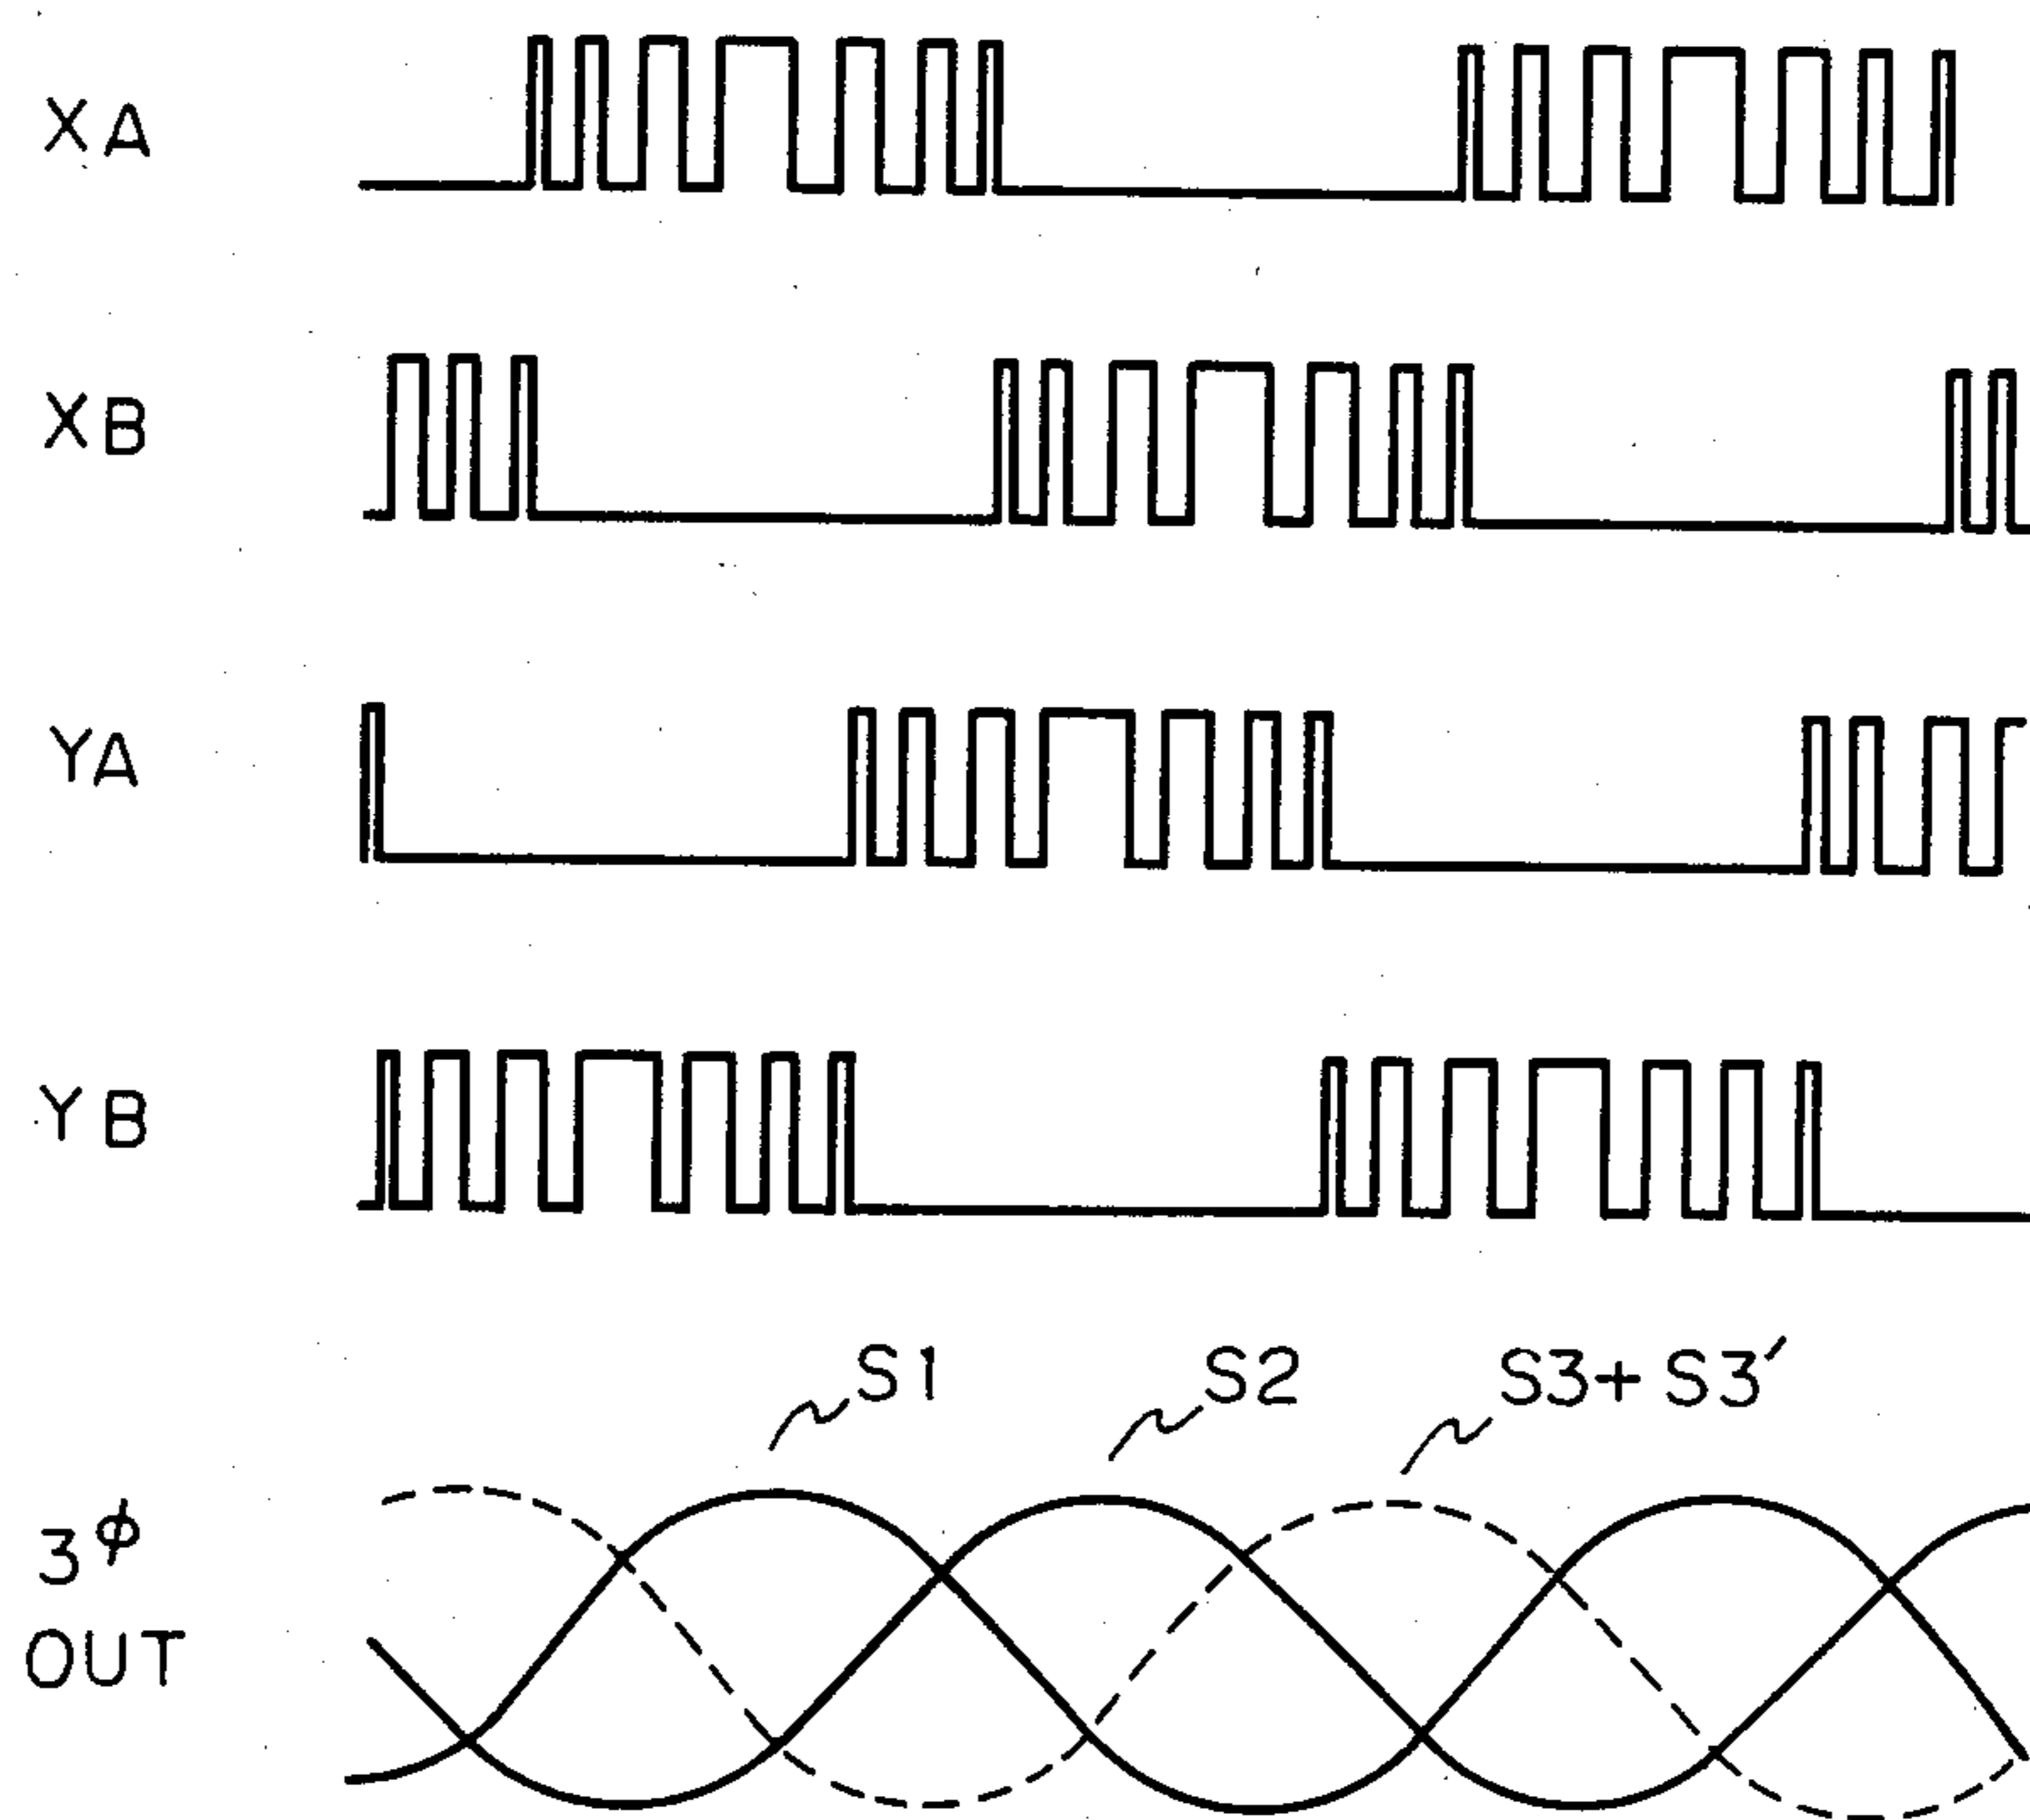 XA
XB
YA
YB
S1 S2 S3+S3′
3ϕ
OUT